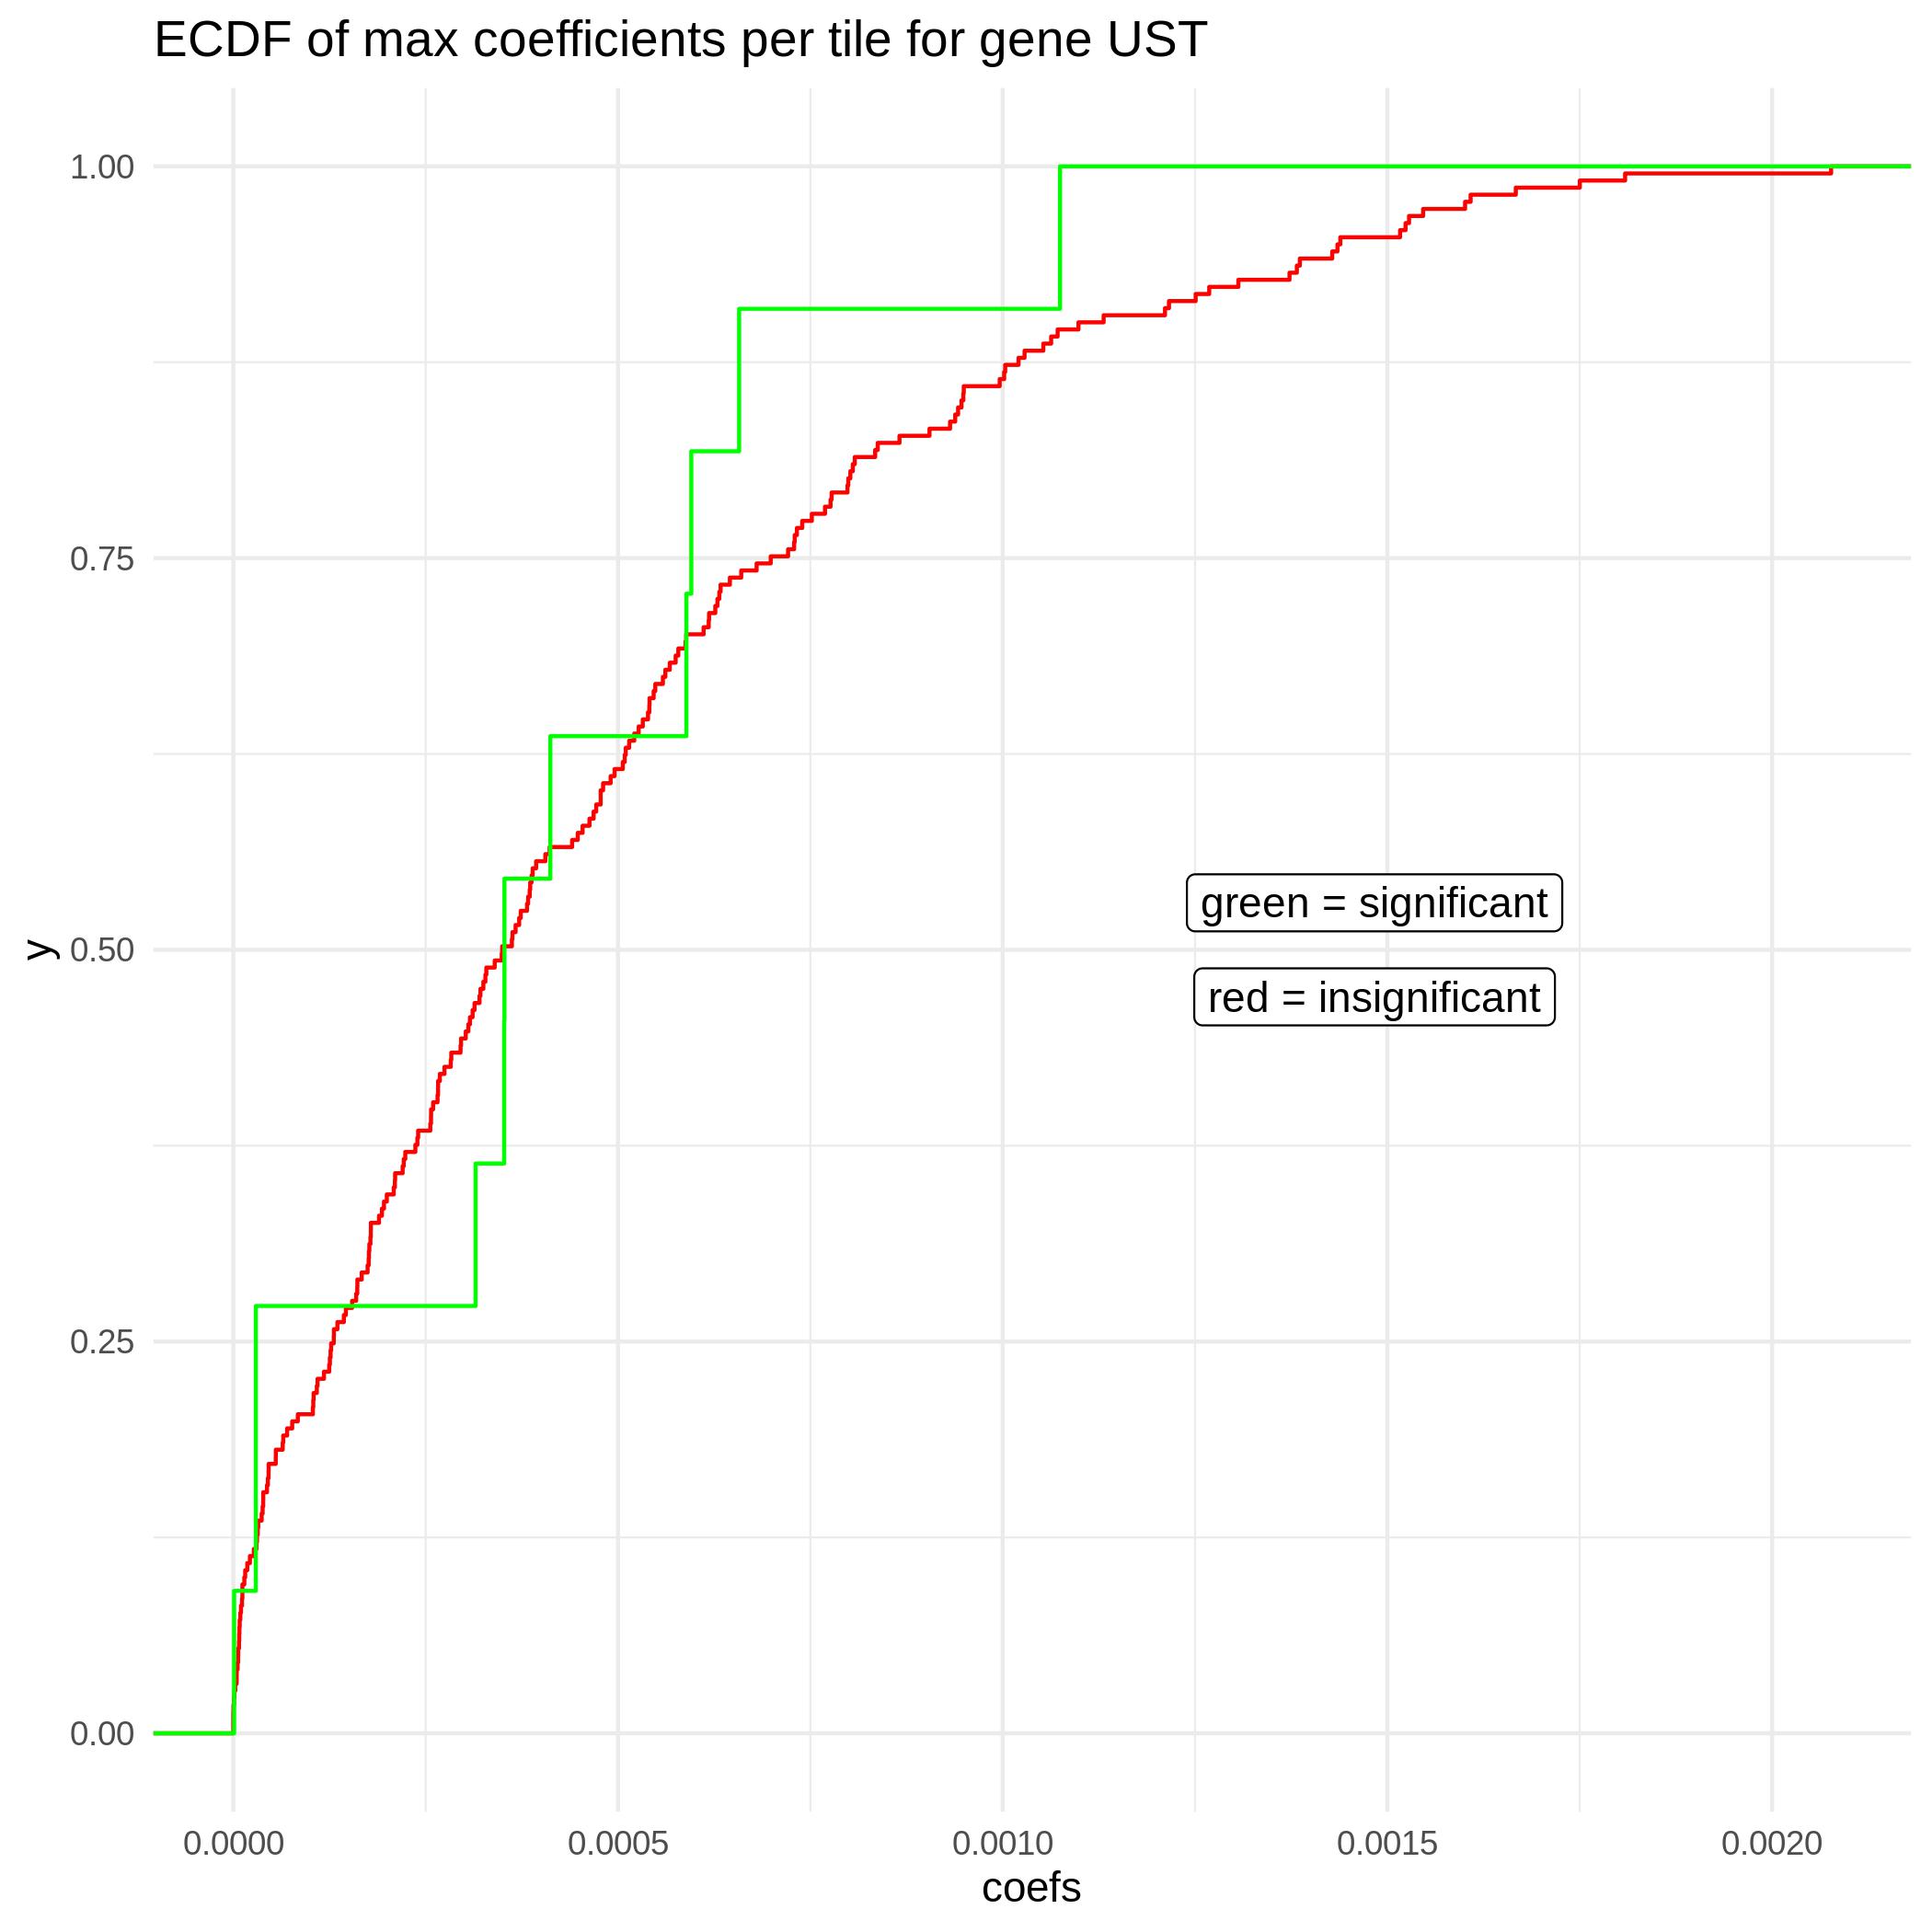 ECDF of max coefficients per tile for gene UST
1.00
0.75
0.50
0.25
0.00
y
green = significant
red = insignificant
0.0000
0.0005
0.0010
0.0015
0.0020
coefs